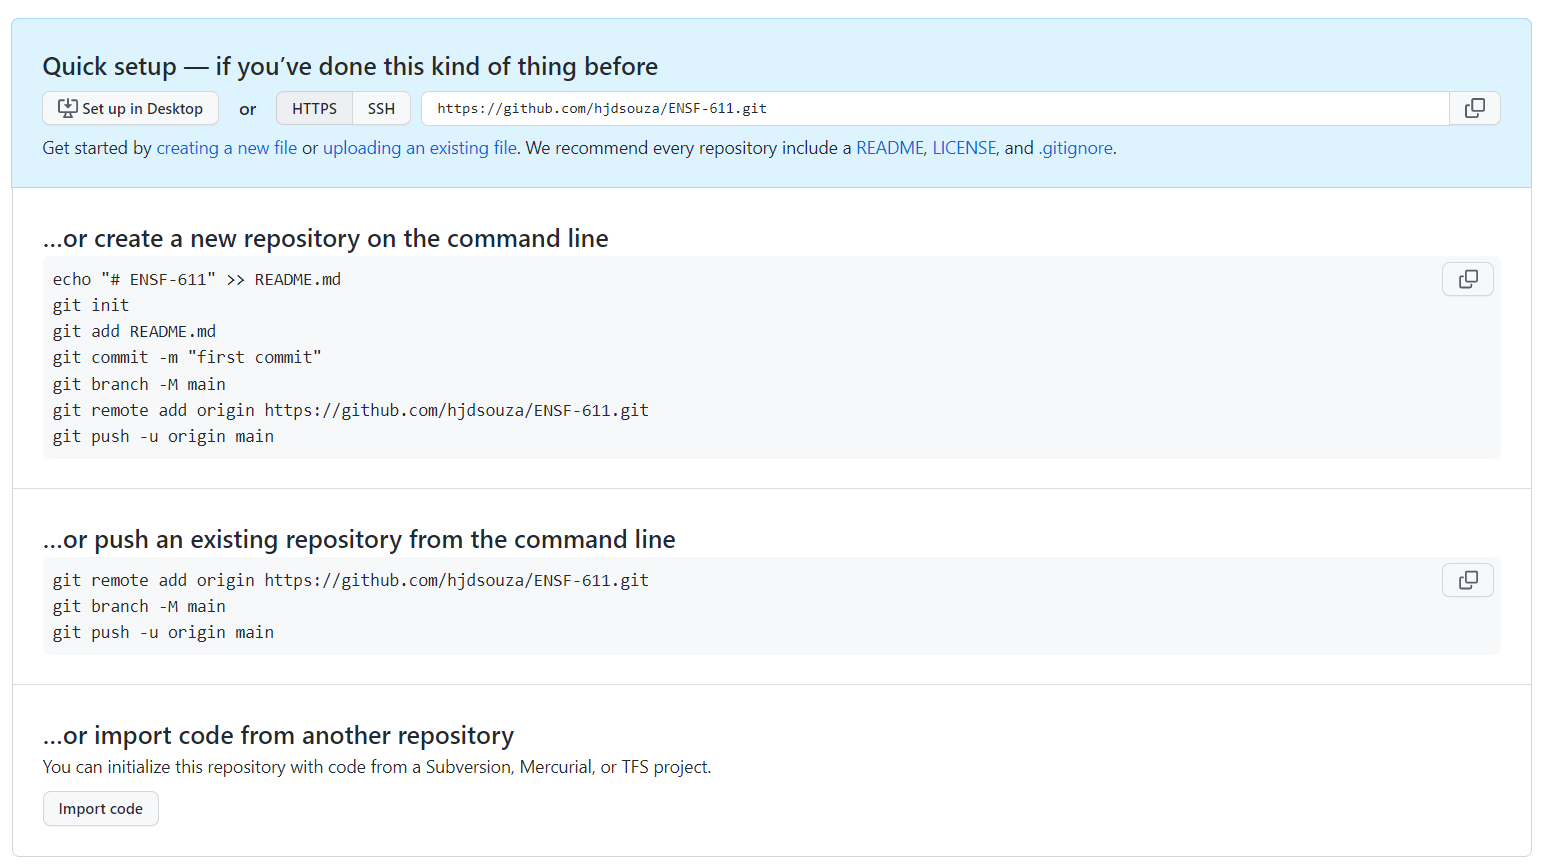 Quick setup — if you’ve done this kind of thing before
Set up in Desktop or HTTPS SSH https://github.com/hjdsouza/ENSF-611.git
Get started by creating a new file or uploading an existing file. We recommend every repository include a README, LICENSE, and .gitignore.
…or create a new repository on the command line
echo "# ENSF-611" >> README.md
git init
git add README.md
git commit -m "first commit"
git branch -M main
git remote add origin https://github.com/hjdsouza/ENSF-611.git
git push -u origin main
…or push an existing repository from the command line
git remote add origin https://github.com/hjdsouza/ENSF-611.git
git branch -M main
git push -u origin main
…or import code from another repository
You can initialize this repository with code from a Subversion, Mercurial, or TFS project.
Import code